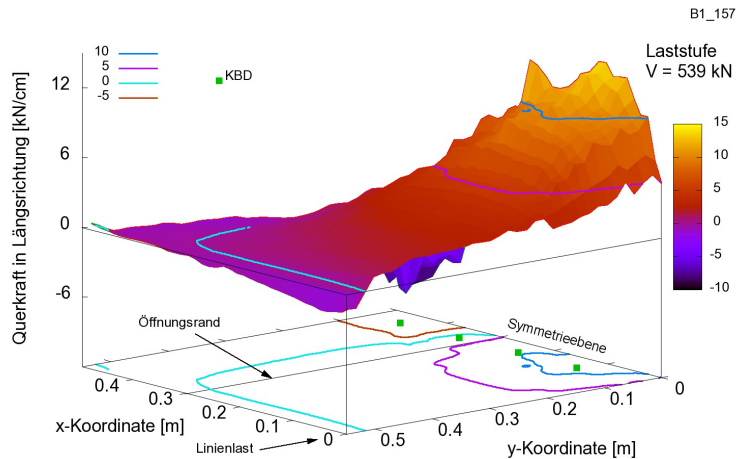 B1_157
10
5
0
-5
KBD
Laststufe
V = 539 kN
Querkraft in Längsrichtung [kN/cm]
12
6
0
-6
15
10
5
0
-5
-10
Öffnungsrand
Symmetrieebene
0.4
0.3
0.2
0.1
0
x-Koordinate [m]
Linienlast
0.5
0.4
0.3
0.2
0.1
0
y-Koordinate [m]